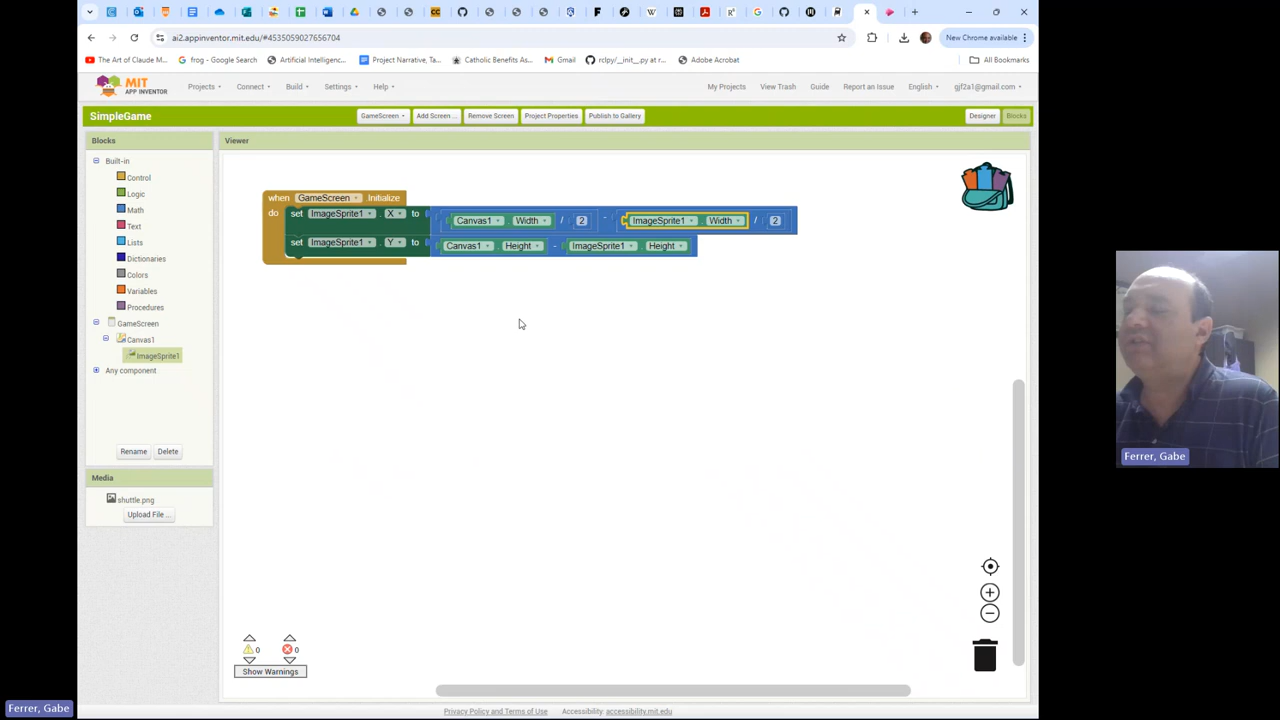 ai2.appinventor.mit.edu/#4535059027656704
New Chrome available
The Art of Claude M...
frog - Google Search
Artificial Intelligenc...
Project Narrative, Ta...
Catholic Benefits As...
Gmail
rclpy/__init__.py at r...
Adobe Acrobat
All Bookmarks
MIT
APP INVENTOR
Projects
Connect
Build
Settings
Help
My Projects
View Trash
Guide
Report an Issue
English
gjf2a1@gmail.com
SimpleGame
GameScreen
Add Screen ...
Remove Screen
Project Properties
Publish to Gallery
Designer
Blocks
Blocks
Viewer
Built-in
Control
Logic
Math
Text
Lists
Dictionaries
Colors
Variables
Procedures
GameScreen
Canvas1
ImageSprite1
Any component
Rename
Delete
Media
shuttle.png
Upload File ...
when GameScreen .Initialize
do set ImageSprite1 . X to Canvas1 . Width / 2 - ImageSprite1 . Width / 2
set ImageSprite1 . Y to Canvas1 . Height - ImageSprite1 . Height
0 0
Show Warnings
Privacy Policy and Terms of Use Accessibility: accessibility.mit.edu
Ferrer, Gabe
Ferrer, Gabe